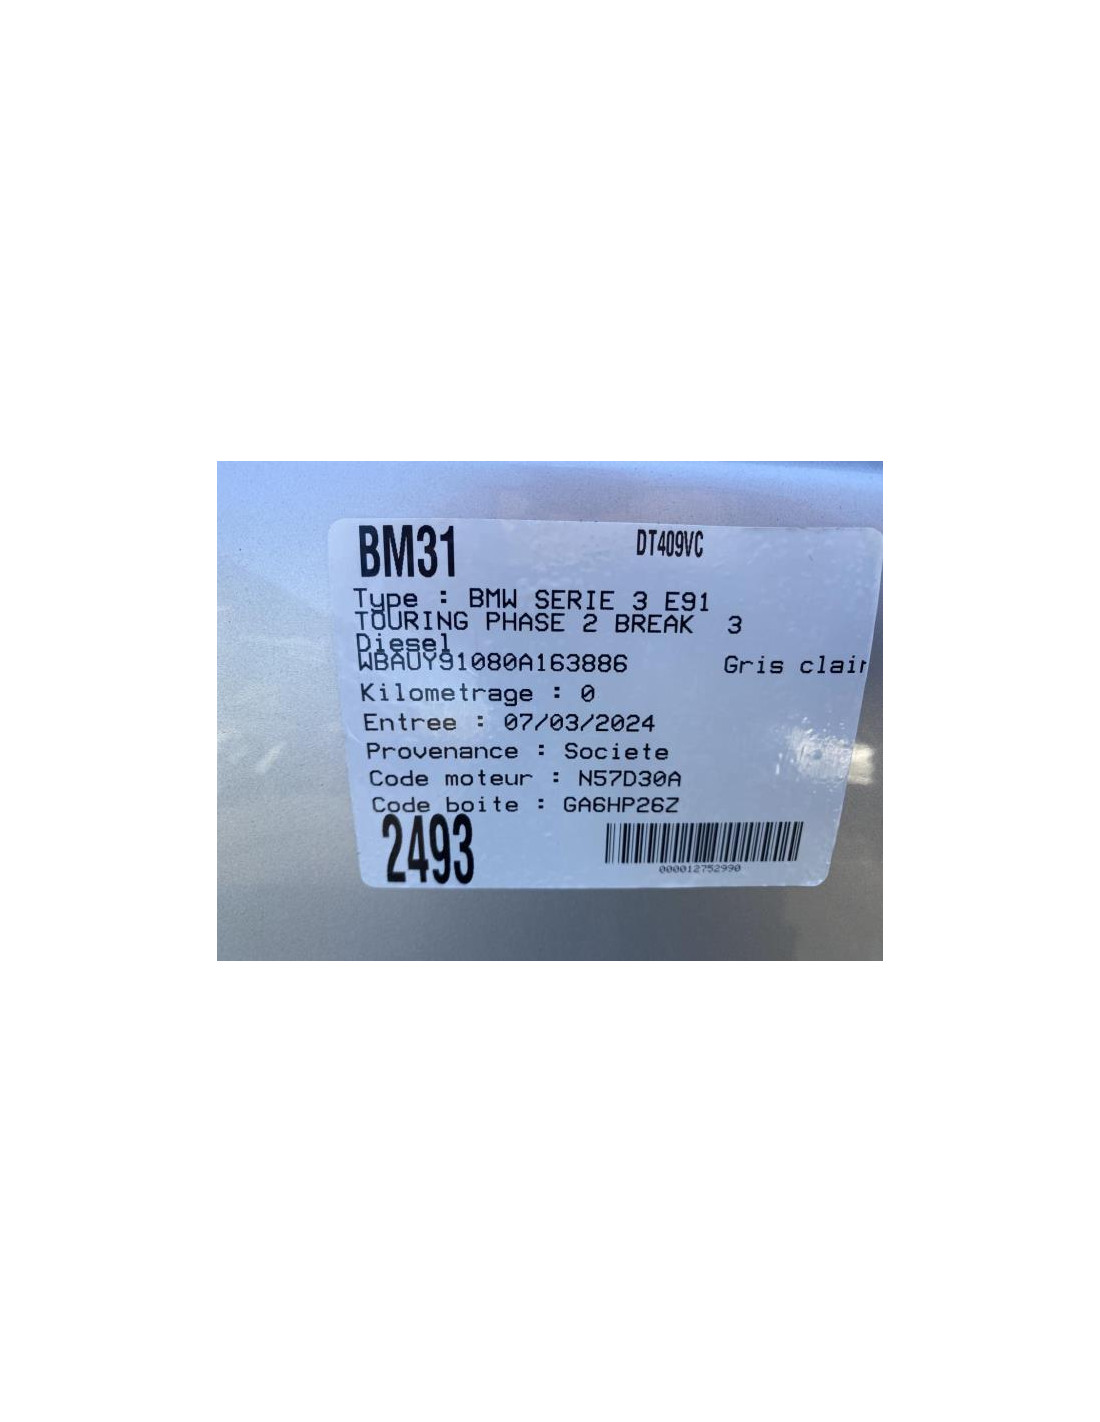 BM31 DT409VC
Type : BMW SERIE 3 E91
TOURING PHASE 2 BREAK 3
Diesel
WBAUY91080A163886 Gris clair
Kilometrage : 0
Entree : 07/03/2024
Provenance : Societe
Code moteur : N57D30A
Code boite : GA6HP26Z
2493
000012752990